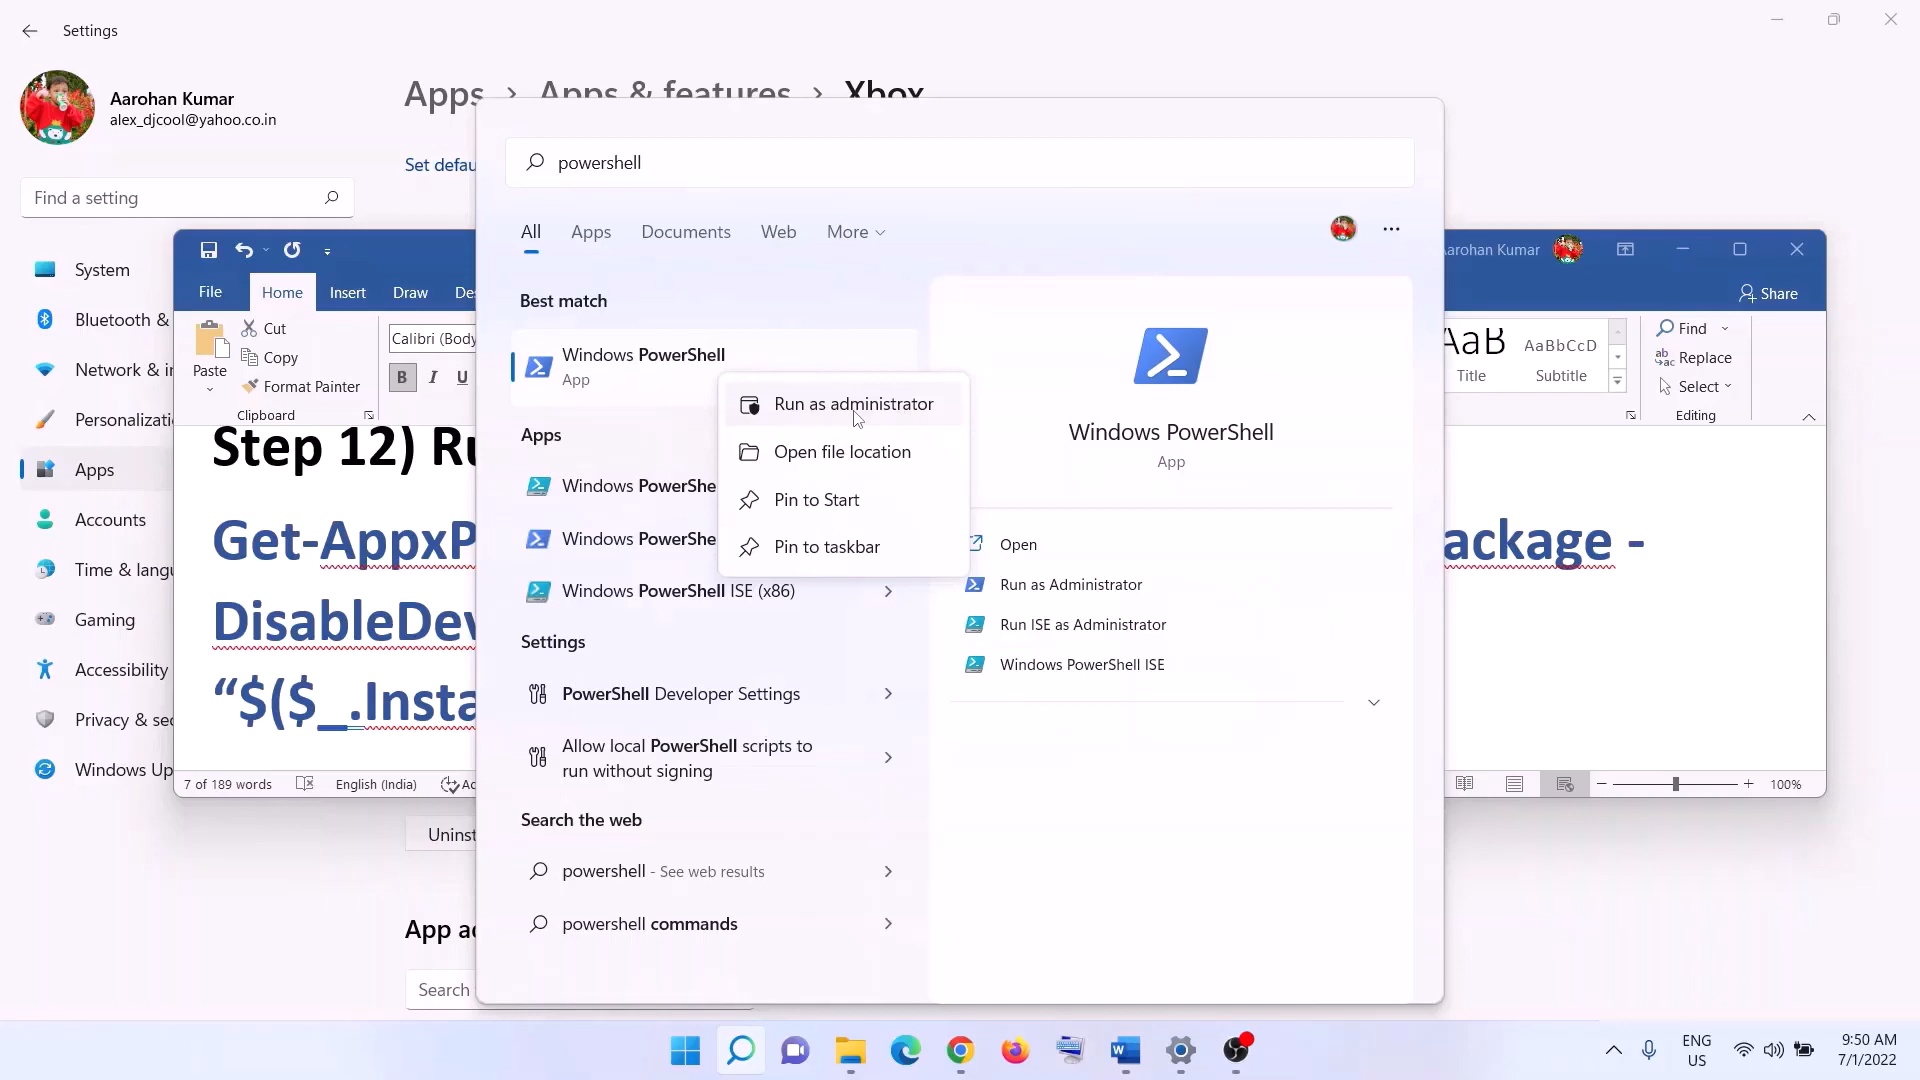 Settings
Aarohan Kumar
alex_djcool@yahoo.co.in
Find a setting
System
Bluetooth &
Network &
Personalizati
Apps
Accounts
Time &
Gaming
Accessibility
Privacy &
Windows
Apps > Apps & features > Xbox
Set
App
Search
powershell
All Apps Documents Web More
Best match
Windows PowerShell
App
Apps
Windows PowerShe
Windows PowerShe
Windows PowerShell ISE (x86)
Settings
PowerShell Developer Settings
Allow local PowerShell scripts to
run without signing
Search the web
powershell - See web results
powershell commands
Run as administrator
Open file location
Pin to Start
Pin to taskbar
Windows PowerShell
App
Open
Run as Administrator
Run ISE as Administrator
Windows PowerShell ISE
File Home Insert Draw
Paste
Cut
Copy
Format Painter
Clipboard
Calibri (Body
B I U
Step 12)
Get-AppxP
DisableDev
“$($_.Insta
ackage -
7 of 189 words
English (India)
arohan Kumar
Share
AaB AaBbCcD
Title Subtitle
Find
Replace
Select
Editing
100%
ENG
US
9:50 AM
7/1/2022